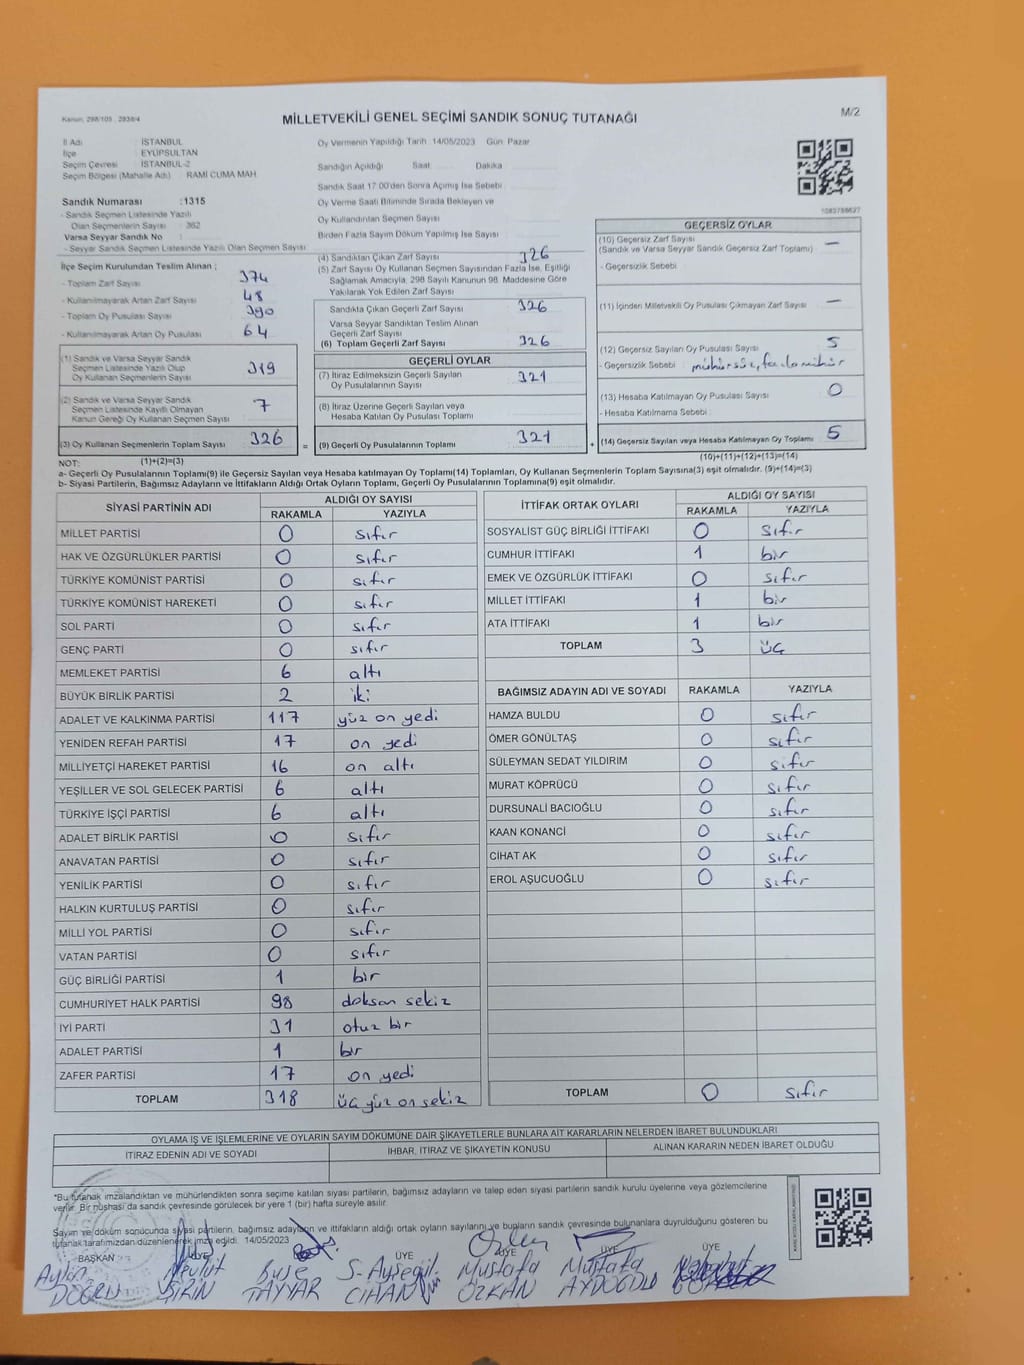 Kanun, 298/105 , 2839/4
MİLLETVEKİLİ GENEL SEÇİMİ SANDIK SONUÇ TUTANAĞI
M/2
İl Adı : İSTANBUL
İlçe : EYÜPSULTAN
Seçim Çevresi : İSTANBUL-2
Seçim Bölgesi (Mahalle Adı) : RAMİ CUMA MAH.
Sandık Numarası :1315
- Sandık Seçmen Listesinde Yazılı
Olan Seçmenlerin Sayısı : 362
Varsa Seyyar Sandık No :
- Seyyar Sandık Seçmen Listesinde Yazılı Olan Seçmen Sayısı :
İlçe Seçim Kurulundan Teslim Alınan ;
- Toplam Zarf Sayısı : 374
- Kullanılmayarak Artan Zarf Sayısı : 48
- Toplam Oy Pusulası Sayısı : 390
- Kullanılmayarak Artan Oy Pusulası : 64
(1) Sandık ve Varsa Seyyar Sandık
Seçmen Listesinde Yazılı Olup
Oy Kullanan Seçmenlerin Sayısı : 319
(2) Sandık ve Varsa Seyyar Sandık
Seçmen Listesinde Kayıtlı Olmayan
Kanun Gereği Oy Kullanan Seçmen Sayısı : 7
(3) Oy Kullanan Seçmenlerin Toplam Sayısı : 326
Oy Vermenin Yapıldığı Tarih :14/05/2023 Gün: Pazar
Sandığın Açıldığı Saat Dakika
Sandık Saat 17:00'den Sonra Açılmış İse Sebebi :
Oy Verme Saati Bitiminde Sırada Bekleyen ve
Oy Kullandırılan Seçmen Sayısı :
Birden Fazla Sayım Döküm Yapılmış İse Sayısı :
(4) Sandıktan Çıkan Zarf Sayısı : 326
(5) Zarf Sayısı Oy Kullanan Seçmen Sayısından Fazla İse, Eşitliği
Sağlamak Amacıyla, 298 Sayılı Kanunun 98. Maddesine Göre
Yakılarak Yok Edilen Zarf Sayısı :
Sandıkta Çıkan Geçerli Zarf Sayısı : 326
Varsa Seyyar Sandıktan Teslim Alınan
Geçerli Zarf Sayısı :
(6) Toplam Geçerli Zarf Sayısı : 326
GEÇERLİ OYLAR
(7) İtiraz Edilmeksizin Geçerli Sayılan
Oy Pusulalarının Sayısı : 321
(8) İtiraz Üzerine Geçerli Sayılan veya
Hesaba Katılan Oy Pusulası Toplamı :
= (9) Geçerli Oy Pusulalarının Toplamı : 321
GEÇERSİZ OYLAR
(10) Geçersiz Zarf Sayısı : —
(Sandık ve Varsa Seyyar Sandık Geçersiz Zarf Toplamı)
- Geçersizlik Sebebi :
(11) İçinden Milletvekili Oy Pusulası Çıkmayan Zarf Sayısı : —
(12) Geçersiz Sayılan Oy Pusulası Sayısı : 5
- Geçersizlik Sebebi : mühürsüz, fazla mühür
(13) Hesaba Katılmayan Oy Pusulası Sayısı : 0
- Hesaba Katılmama Sebebi :
+ (14) Geçersiz Sayılan veya Hesaba Katılmayan Oy Toplamı : 5
NOT: (1)+(2)=(3)
(10)+(11)+(12)+(13)=(14)
a- Geçerli Oy Pusulalarının Toplamı(9) ile Geçersiz Sayılan veya Hesaba katılmayan Oy Toplamı(14) Toplamları, Oy Kullanan Seçmenlerin Toplam Sayısına(3) eşit olmalıdır. (9)+(14)=(3)
b- Siyasi Partilerin, Bağımsız Adayların ve İttifakların Aldığı Ortak Oyların Toplamı, Geçerli Oy Pusulalarının Toplamına(9) eşit olmalıdır.
SİYASİ PARTİNİN ADI ALDIĞI OY SAYISI
RAKAMLA YAZIYLA
MİLLET PARTİSİ 0 sıfır
HAK VE ÖZGÜRLÜKLER PARTİSİ 0 sıfır
TÜRKİYE KOMÜNİST PARTİSİ 0 sıfır
TÜRKİYE KOMÜNİST HAREKETİ 0 sıfır
SOL PARTİ 0 sıfır
GENÇ PARTİ 0 sıfır
MEMLEKET PARTİSİ 6 altı
BÜYÜK BİRLİK PARTİSİ 2 iki
ADALET VE KALKINMA PARTİSİ 117 yüz on yedi
YENİDEN REFAH PARTİSİ 17 on yedi
MİLLİYETÇİ HAREKET PARTİSİ 16 on altı
YEŞİLLER VE SOL GELECEK PARTİSİ 6 altı
TÜRKİYE İŞÇİ PARTİSİ 6 altı
ADALET BİRLİK PARTİSİ 0 sıfır
ANAVATAN PARTİSİ 0 sıfır
YENİLİK PARTİSİ 0 sıfır
HALKIN KURTULUŞ PARTİSİ 0 sıfır
MİLLİ YOL PARTİSİ 0 sıfır
VATAN PARTİSİ 0 sıfır
GÜÇ BİRLİĞİ PARTİSİ 1 bir
CUMHURİYET HALK PARTİSİ 98 doksan sekiz
İYİ PARTİ 31 otuz bir
ADALET PARTİSİ 1 bir
ZAFER PARTİSİ 17 on yedi
TOPLAM 318 üç yüz on sekiz
İTTİFAK ORTAK OYLARI ALDIĞI OY SAYISI
RAKAMLA YAZIYLA
SOSYALİST GÜÇ BİRLİĞİ İTTİFAKI 0 sıfır
CUMHUR İTTİFAKI 1 bir
EMEK VE ÖZGÜRLÜK İTTİFAKI 0 sıfır
MİLLET İTTİFAKI 1 bir
ATA İTTİFAKI 1 bir
TOPLAM 3 üç
BAĞIMSIZ ADAYIN ADI VE SOYADI RAKAMLA YAZIYLA
HAMZA BULDU 0 sıfır
ÖMER GÖNÜLTAŞ 0 sıfır
SÜLEYMAN SEDAT YILDIRIM 0 sıfır
MURAT KÖPRÜCÜ 0 sıfır
DURSUNALİ BACIOĞLU 0 sıfır
KAAN KONANCİ 0 sıfır
CİHAT AK 0 sıfır
EROL AŞUCUOĞLU 0 sıfır
TOPLAM 0 sıfır
OYLAMA İŞ VE İŞLEMLERİNE VE OYLARIN SAYIM DÖKÜMÜNE DAİR ŞİKAYETLERLE BUNLARA AİT KARARLARIN NELERDEN İBARET BULUNDUKLARI
İTİRAZ EDENİN ADI VE SOYADI İHBAR, İTİRAZ VE ŞİKAYETİN KONUSU ALINAN KARARIN NEDEN İBARET OLDUĞU
"Bu tutanak imzalandıktan ve mühürlendikten sonra seçime katılan siyasi partilerin, bağımsız adayların ve talep eden siyasi partilerin sandık kurulu üyelerine veya gözlemcilerine
verilir. Bir nüshası da sandık çevresinde görülecek bir yere 1 (bir) hafta süreyle asılır.
Sayım ve döküm sonucunda siyasi partilerin, bağımsız adayların ve ittifakların aldığı ortak oyların sayılarını ve bunların sandık çevresinde bulunanlara duyrulduğunu gösteren bu
tutanak tarafımızdan düzenlenerek imza edildi. 14/05/2023
BAŞKAN ÜYE ÜYE ÜYE ÜYE ÜYE
Aylin Mevlüt Buse S. Ayşegül Mustafa Mustafa
DOĞRU ŞİRİN TAYYAR CİHAN ÖZKAN AYDOĞDU